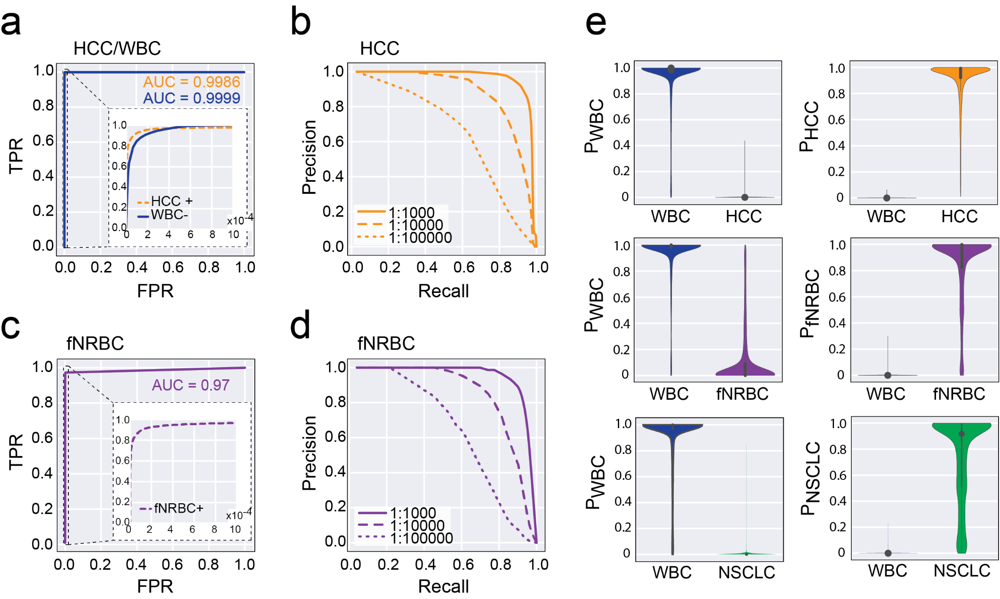 a
HCC/WBC
1.0
0.8
0.6
0.4
0.2
0.0
TPR
AUC = 0.9986
AUC = 0.9999
1.0
0.8
0.6
0.4
0.2
0.0
HCC +
WBC-
x10-4
0 2 4 6 8 10
0.0 0.2 0.4 0.6 0.8 1.0
FPR
b
HCC
1.0
0.8
0.6
0.4
0.2
0.0
Precision
1:1000
1:10000
1:100000
0.0 0.2 0.4 0.6 0.8 1.0
Recall
c
fNRBC
1.0
0.8
0.6
0.4
0.2
0.0
TPR
AUC = 0.97
1.0
0.8
0.6
0.4
0.2
0.0
fNRBC+
x10-4
0 2 4 6 8 10
0.0 0.2 0.4 0.6 0.8 1.0
FPR
d
fNRBC
1.0
0.8
0.6
0.4
0.2
0.0
Precision
1:1000
1:10000
1:100000
0.0 0.2 0.4 0.6 0.8 1.0
Recall
e
PWBC
1.0
0.8
0.6
0.4
0.2
0
WBC HCC
PHCC
1.0
0.8
0.6
0.4
0.2
0
WBC HCC
PWBC
1.0
0.8
0.6
0.4
0.2
0
WBC fNRBC
PfNRBC
1.0
0.8
0.6
0.4
0.2
0
WBC fNRBC
PWBC
1.0
0.8
0.6
0.4
0.2
0
WBC NSCLC
PNSCLC
1.0
0.8
0.6
0.4
0.2
0
WBC NSCLC